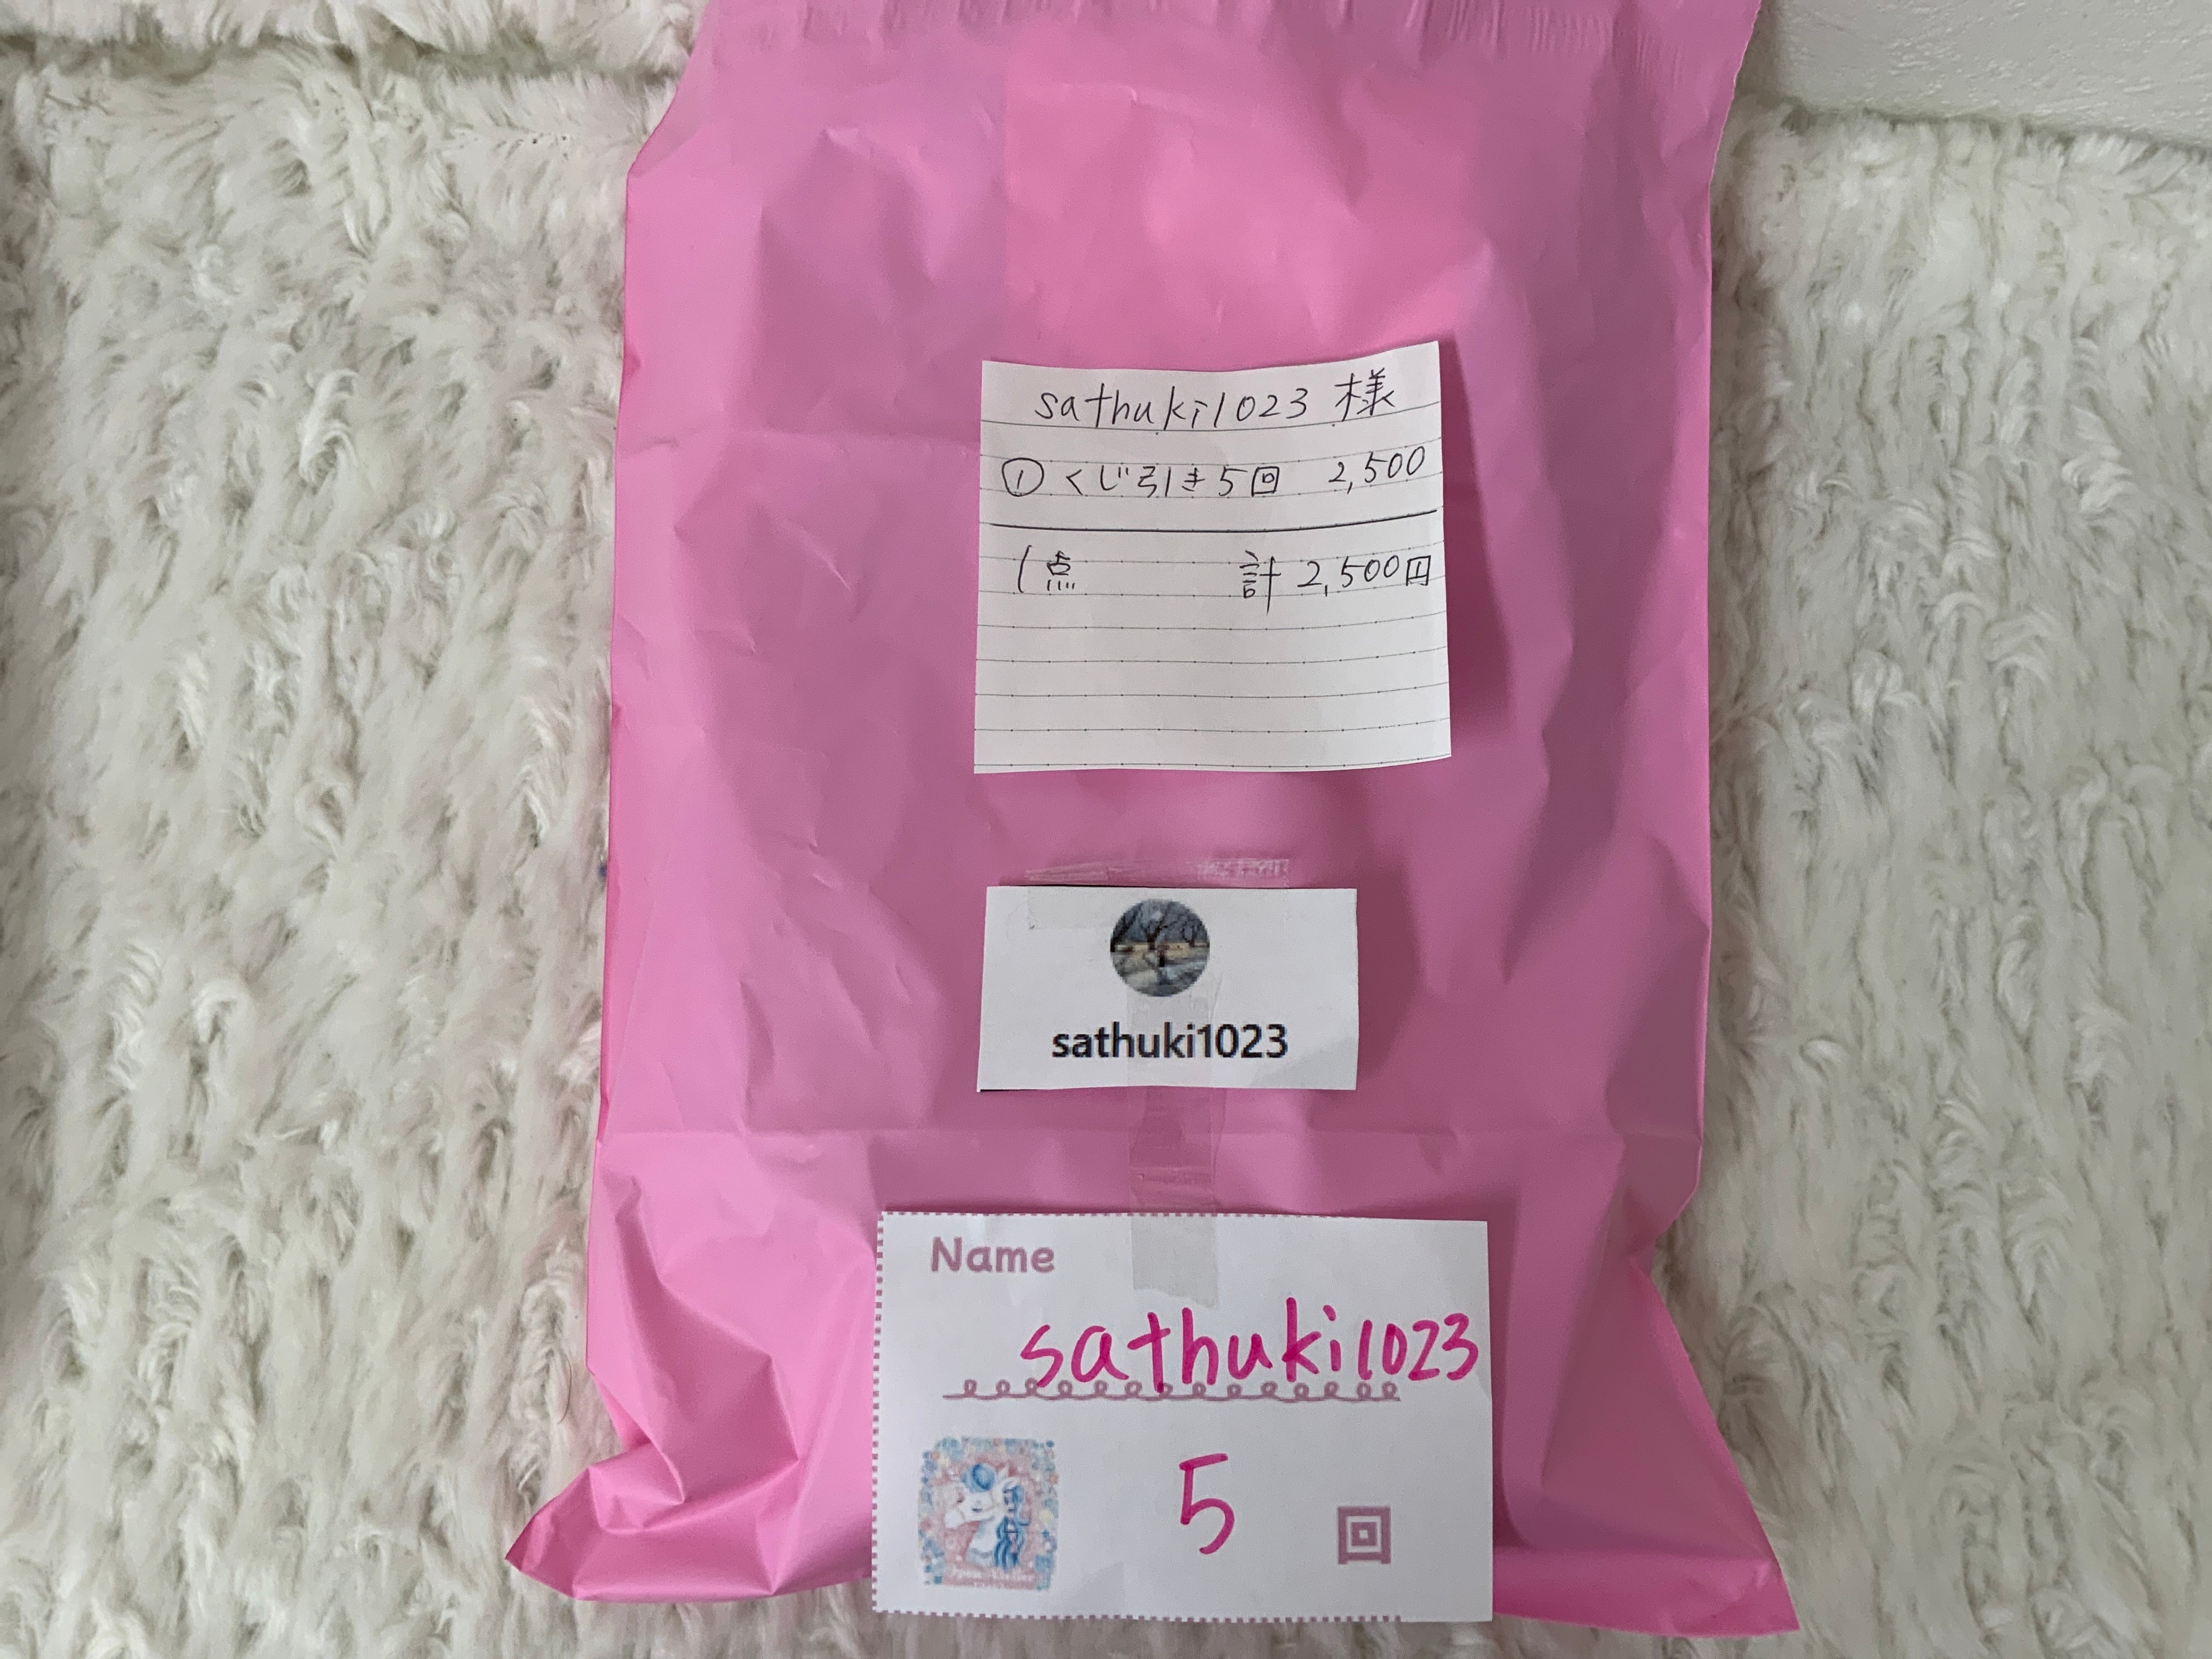 sathuki1023 様
① くじ引き5回 2,500
1点 計 2,500円
sathuki1023
Name
sathuki1023
5 回